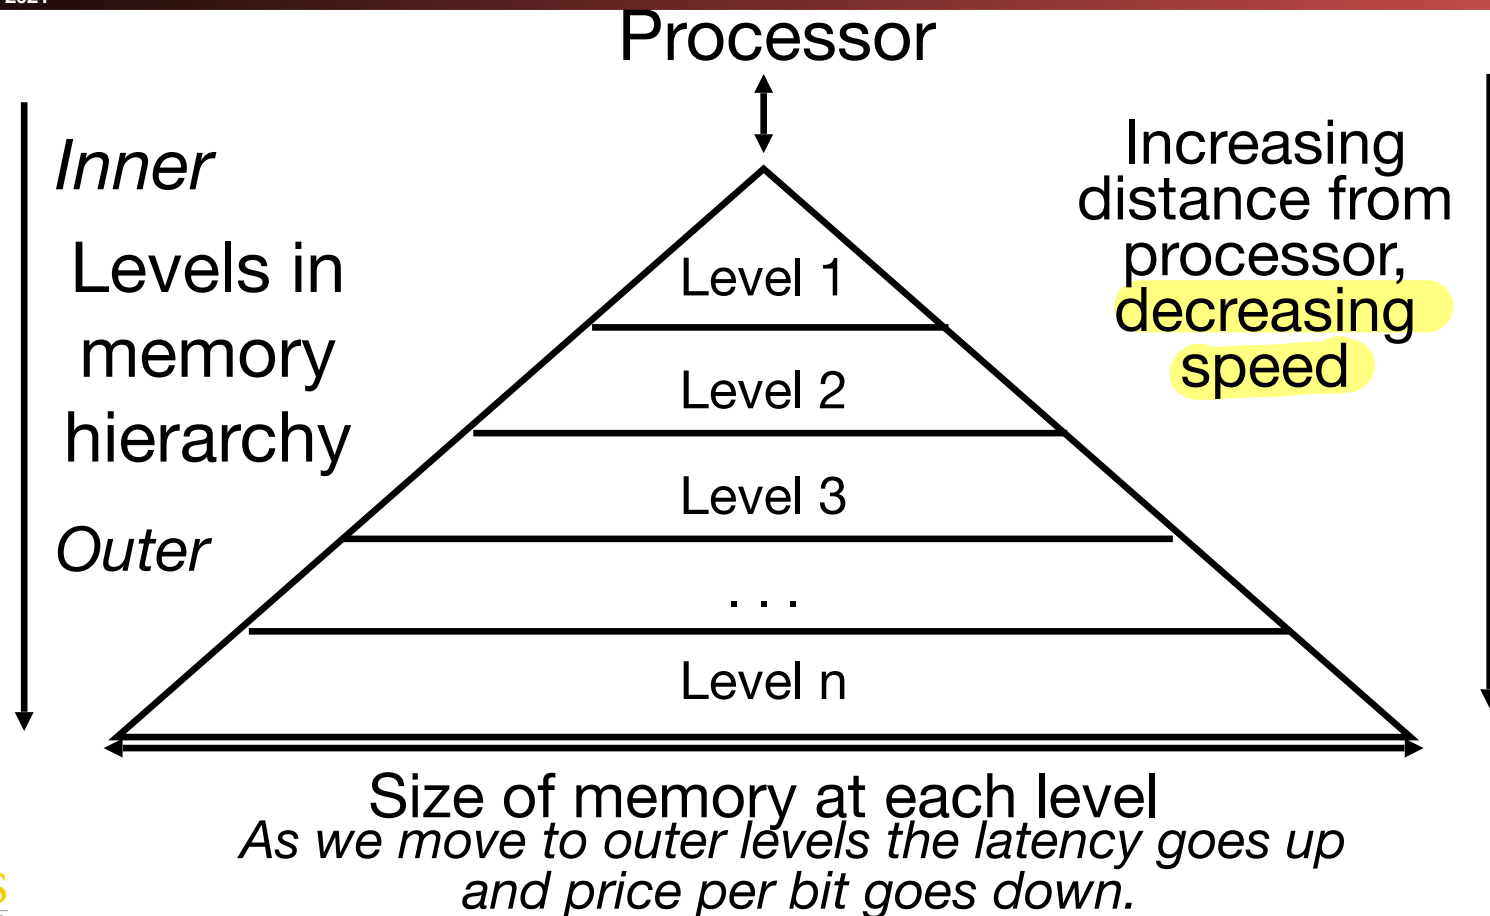 Processor
Inner
Levels in
memory
hierarchy
Outer
Increasing
distance from
processor,
decreasing
speed
Level 1
Level 2
Level 3
. . .
Level n
Size of memory at each level
As we move to outer levels the latency goes up
and price per bit goes down.